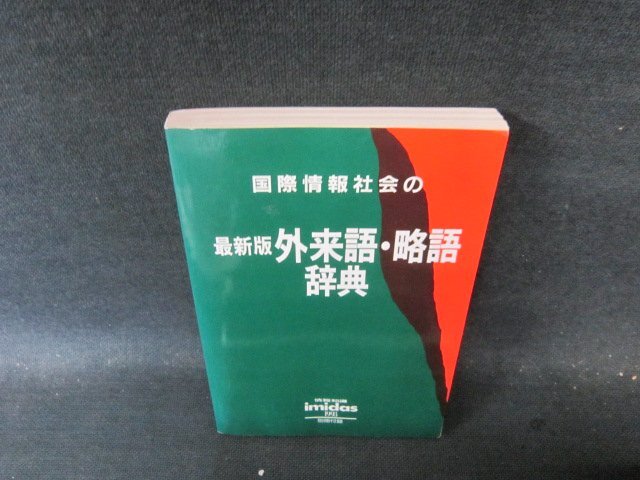 国際情報社会の
最新版 外来語・略語
辞典
imidas